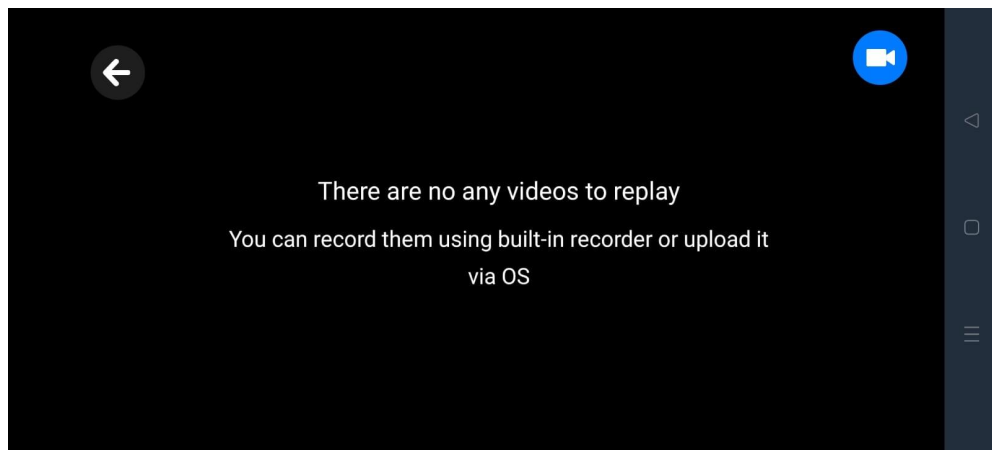 There are no any videos to replay
You can record them using built-in recorder or upload it
via OS